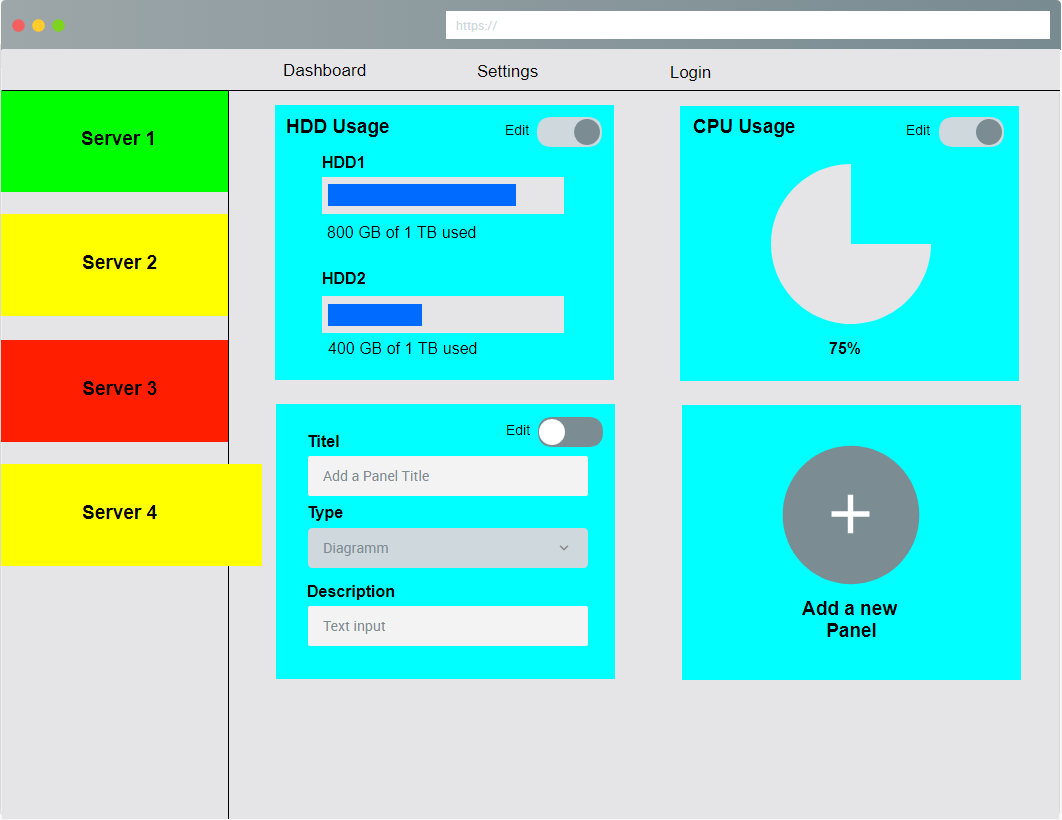 https://
Dashboard
Settings
Login
Server 1
Server 2
Server 3
Server 4
HDD Usage
Edit
HDD1
800 GB of 1 TB used
HDD2
400 GB of 1 TB used
CPU Usage
Edit
75%
Edit
Titel
Add a Panel Title
Type
Diagramm
Description
Text input
Add a new
Panel